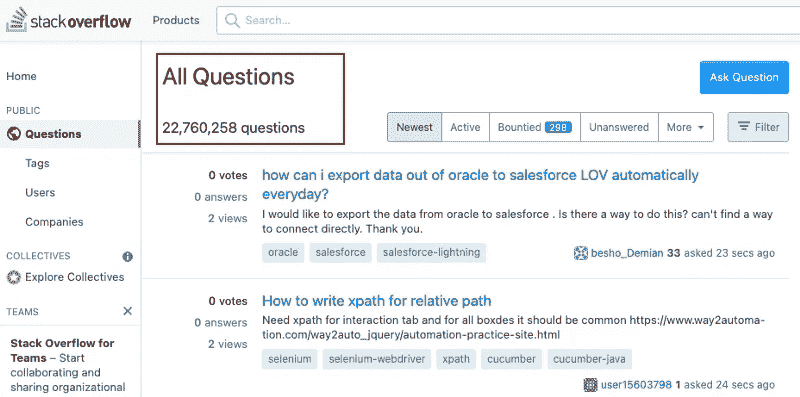 stackoverflow
Products
Search...
Home
PUBLIC
Questions
Tags
Users
Companies
COLLECTIVES
Explore Collectives
TEAMS
Stack Overflow for
Teams – Start
collaborating and
sharing organizational
All Questions
Ask Question
22,760,258 questions
Newest Active Bountied 298 Unanswered More Filter
0 votes
0 answers
2 views
how can i export data out of oracle to salesforce LOV automatically
everyday?
I would like to export the data from oracle to salesforce . Is there a way to do this? can't find a way
to connect directly. Thank you.
oracle salesforce salesforce-lightning
besho_Demian 33 asked 23 secs ago
0 votes
0 answers
2 views
How to write xpath for relative path
Need xpath for interaction tab and for all boxdes it should be common https://www.way2automa-
tion.com/way2auto_jquery/automation-practice-site.html
selenium selenium-webdriver xpath cucumber cucumber-java
user15603798 1 asked 24 secs ago